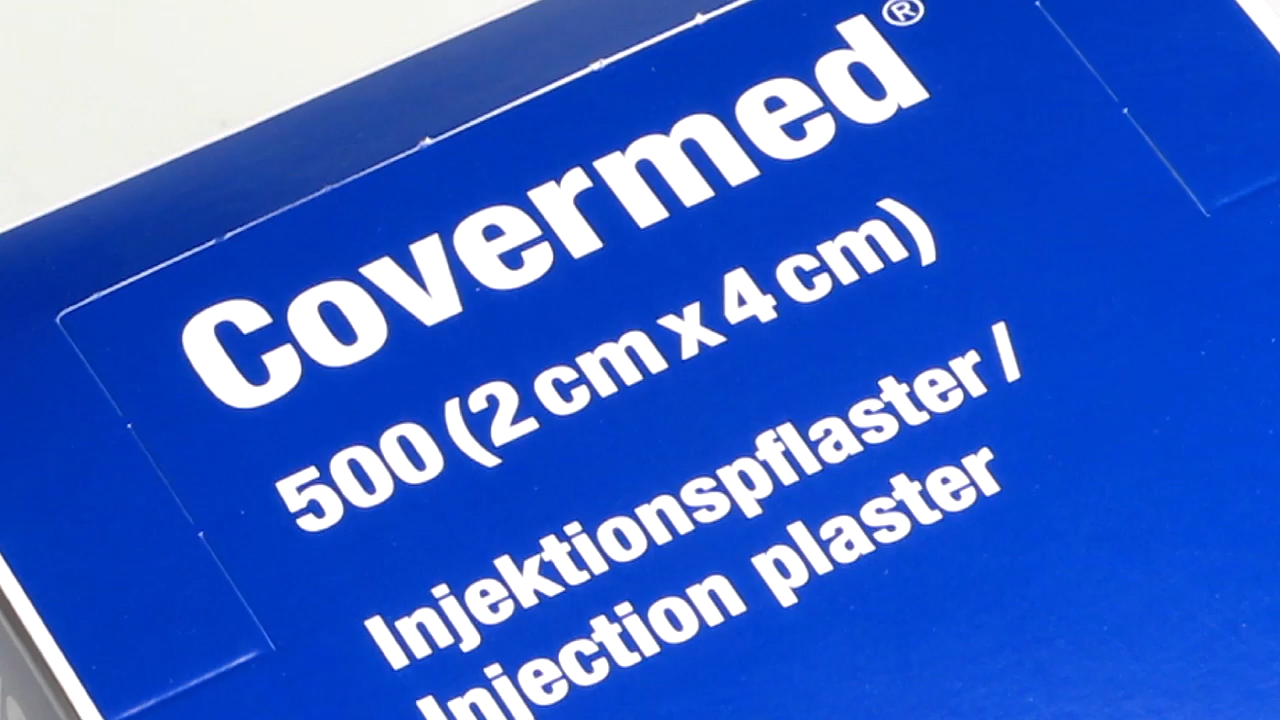 Covermed®
500 (2 cm x 4 cm)
Injektionspflaster /
Injection plaster